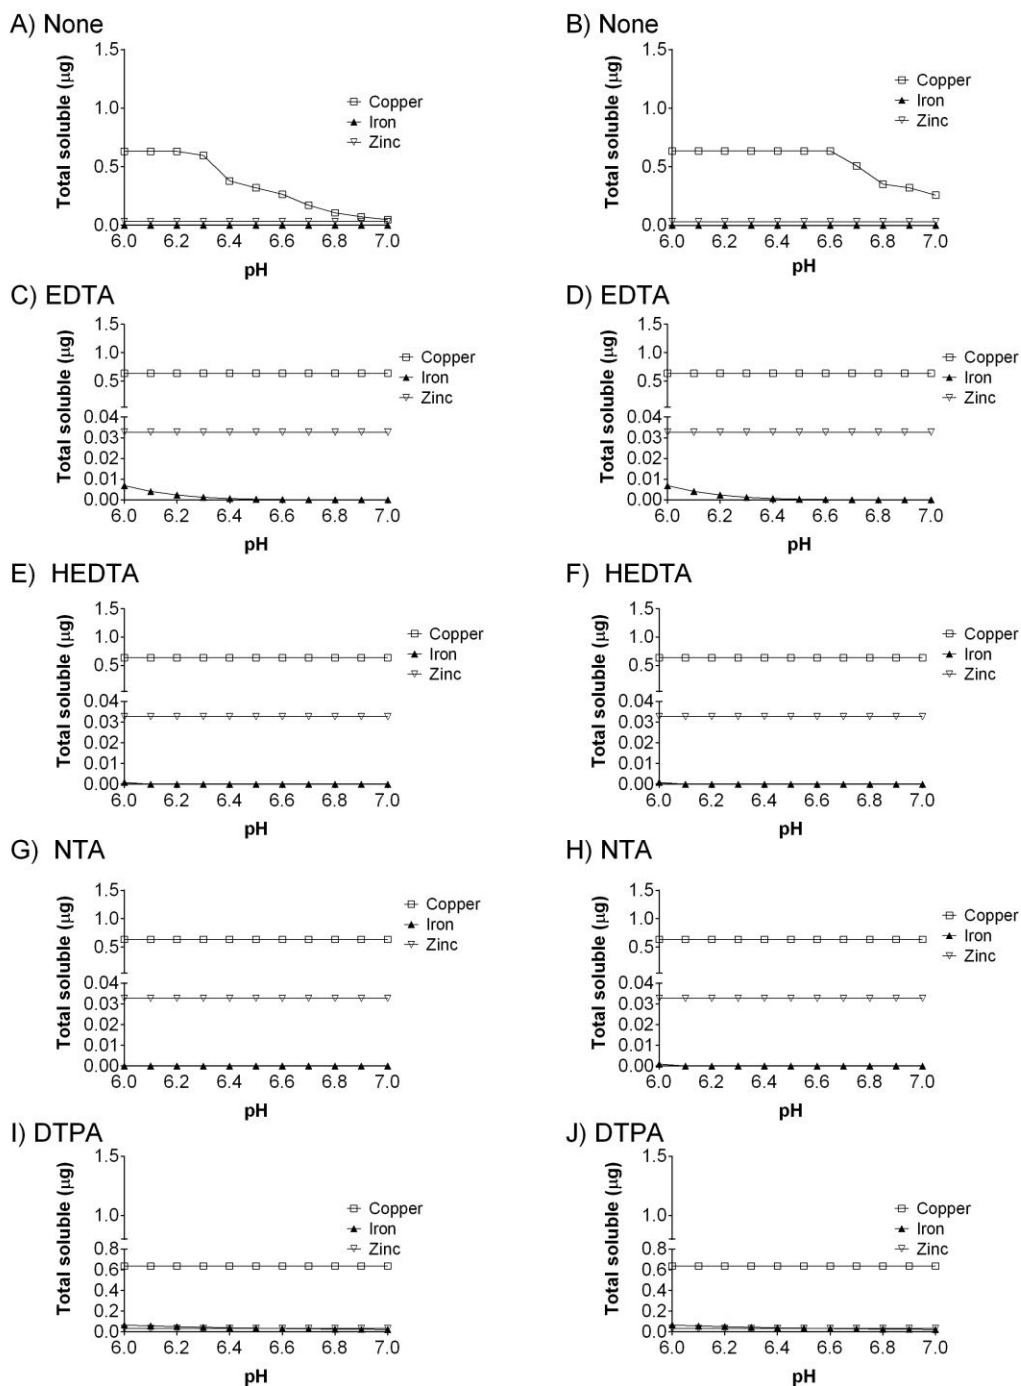 A) None
1.5
1.0
0.5
0.0
Total soluble (µg)
Copper
Iron
Zinc
6.0 6.2 6.4 6.6 6.8 7.0
pH
B) None
1.5
1.0
0.5
0.0
Total soluble (µg)
Copper
Iron
Zinc
6.0 6.2 6.4 6.6 6.8 7.0
pH
C) EDTA
1.5
1.0
0.5
0.04
0.03
0.02
0.01
0.00
Total soluble (µg)
Copper
Iron
Zinc
6.0 6.2 6.4 6.6 6.8 7.0
pH
D) EDTA
1.5
1.0
0.5
0.04
0.03
0.02
0.01
0.00
Total soluble (µg)
Copper
Iron
Zinc
6.0 6.2 6.4 6.6 6.8 7.0
pH
E) HEDTA
1.5
1.0
0.5
0.04
0.03
0.02
0.01
0.00
Total soluble (µg)
Copper
Iron
Zinc
6.0 6.2 6.4 6.6 6.8 7.0
pH
F) HEDTA
1.5
1.0
0.5
0.04
0.03
0.02
0.01
0.00
Total soluble (µg)
Copper
Iron
Zinc
6.0 6.2 6.4 6.6 6.8 7.0
pH
G) NTA
1.5
1.0
0.5
0.04
0.03
0.02
0.01
0.00
Total soluble (µg)
Copper
Iron
Zinc
6.0 6.2 6.4 6.6 6.8 7.0
pH
H) NTA
1.5
1.0
0.5
0.04
0.03
0.02
0.01
0.00
Total soluble (µg)
Copper
Iron
Zinc
6.0 6.2 6.4 6.6 6.8 7.0
pH
I) DTPA
1.5
1.0
0.8
0.6
0.4
0.2
0.0
Total soluble (µg)
Copper
Iron
Zinc
6.0 6.2 6.4 6.6 6.8 7.0
pH
J) DTPA
1.5
1.0
0.8
0.6
0.4
0.2
0.0
Total soluble (µg)
Copper
Iron
Zinc
6.0 6.2 6.4 6.6 6.8 7.0
pH